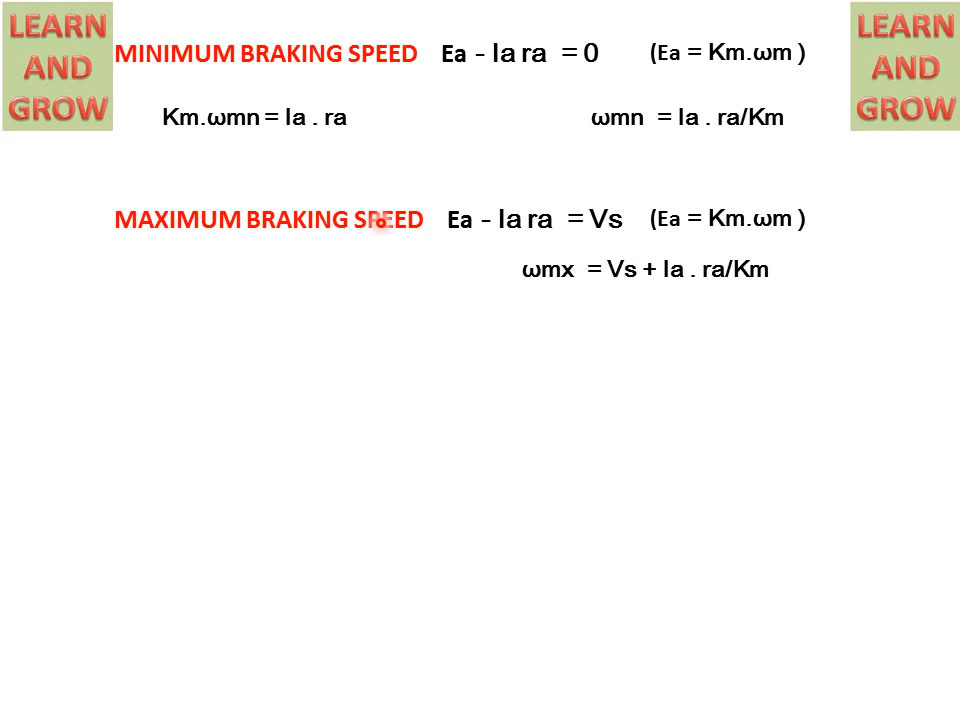 LEARN
AND
GROW
MINIMUM BRAKING SPEED Ea - Ia ra = 0 (Ea = Km.ωm )
LEARN
AND
GROW
Km.ωmn = Ia . ra ωmn = Ia . ra/Km
MAXIMUM BRAKING SPEED Ea - Ia ra = Vs (Ea = Km.ωm )
ωmx = Vs + Ia . ra/Km